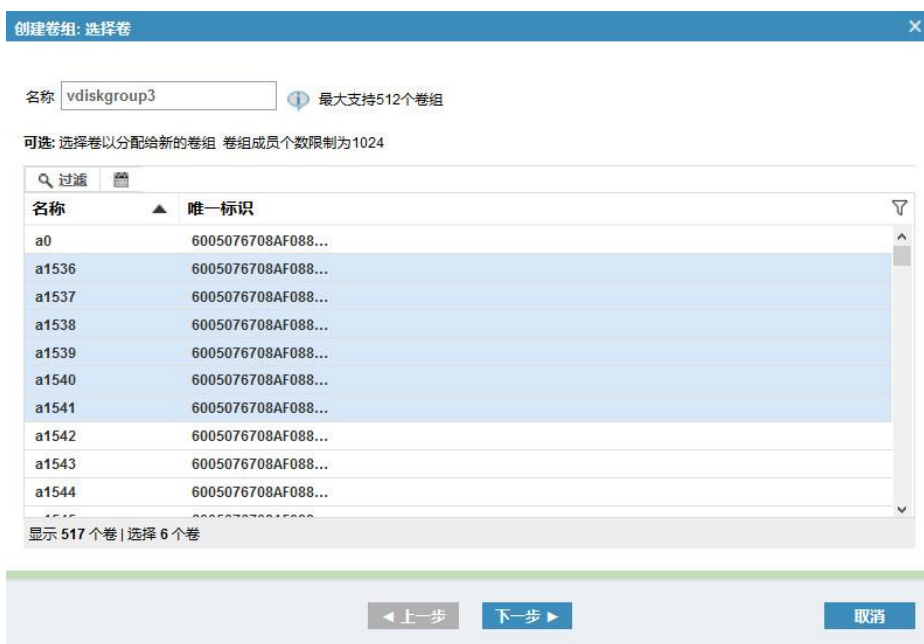 创建卷组: 选择卷
名称 vdiskgroup3 最大支持512个卷组
可选: 选择卷以分配给新的卷组 卷组成员个数限制为1024
过滤
名称 唯一标识
a0 6005076708AF088...
a1536 6005076708AF088...
a1537 6005076708AF088...
a1538 6005076708AF088...
a1539 6005076708AF088...
a1540 6005076708AF088...
a1541 6005076708AF088...
a1542 6005076708AF088...
a1543 6005076708AF088...
a1544 6005076708AF088...
显示 517 个卷 | 选择 6 个卷
上一步 下一步 取消